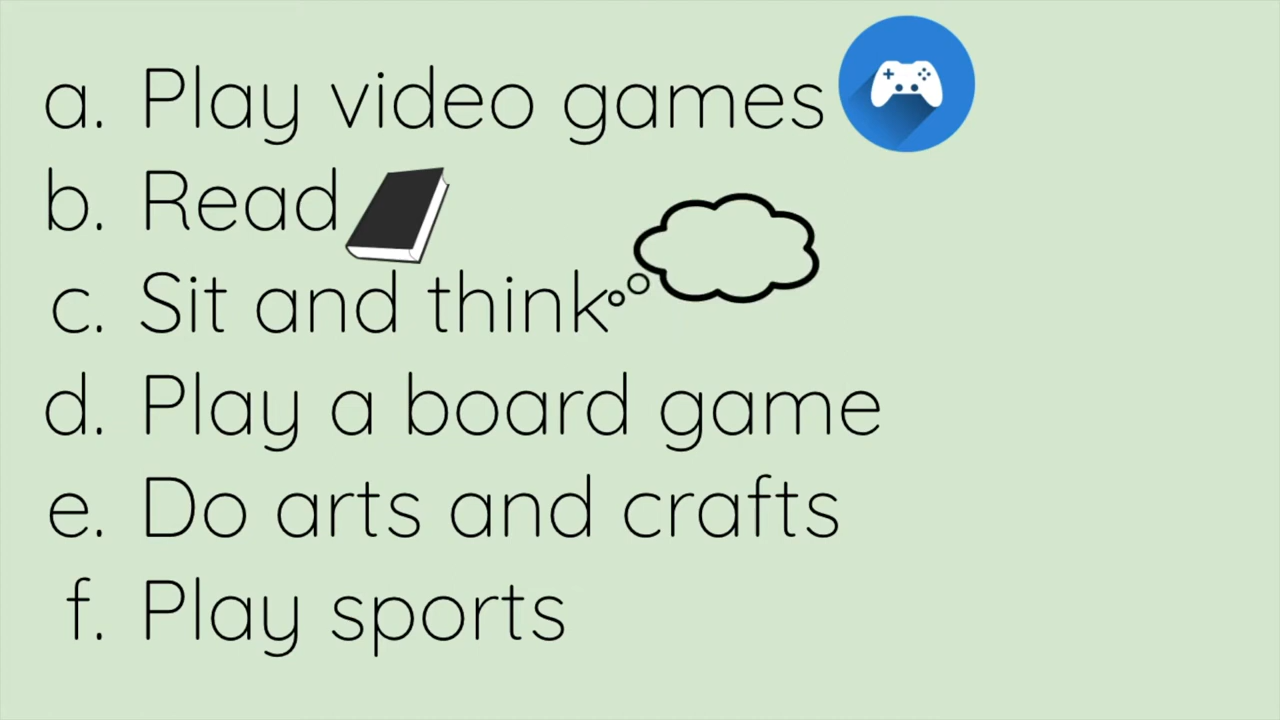 a. Play video games
b. Read
c. Sit and think
d. Play a board game
e. Do arts and crafts
f. Play sports